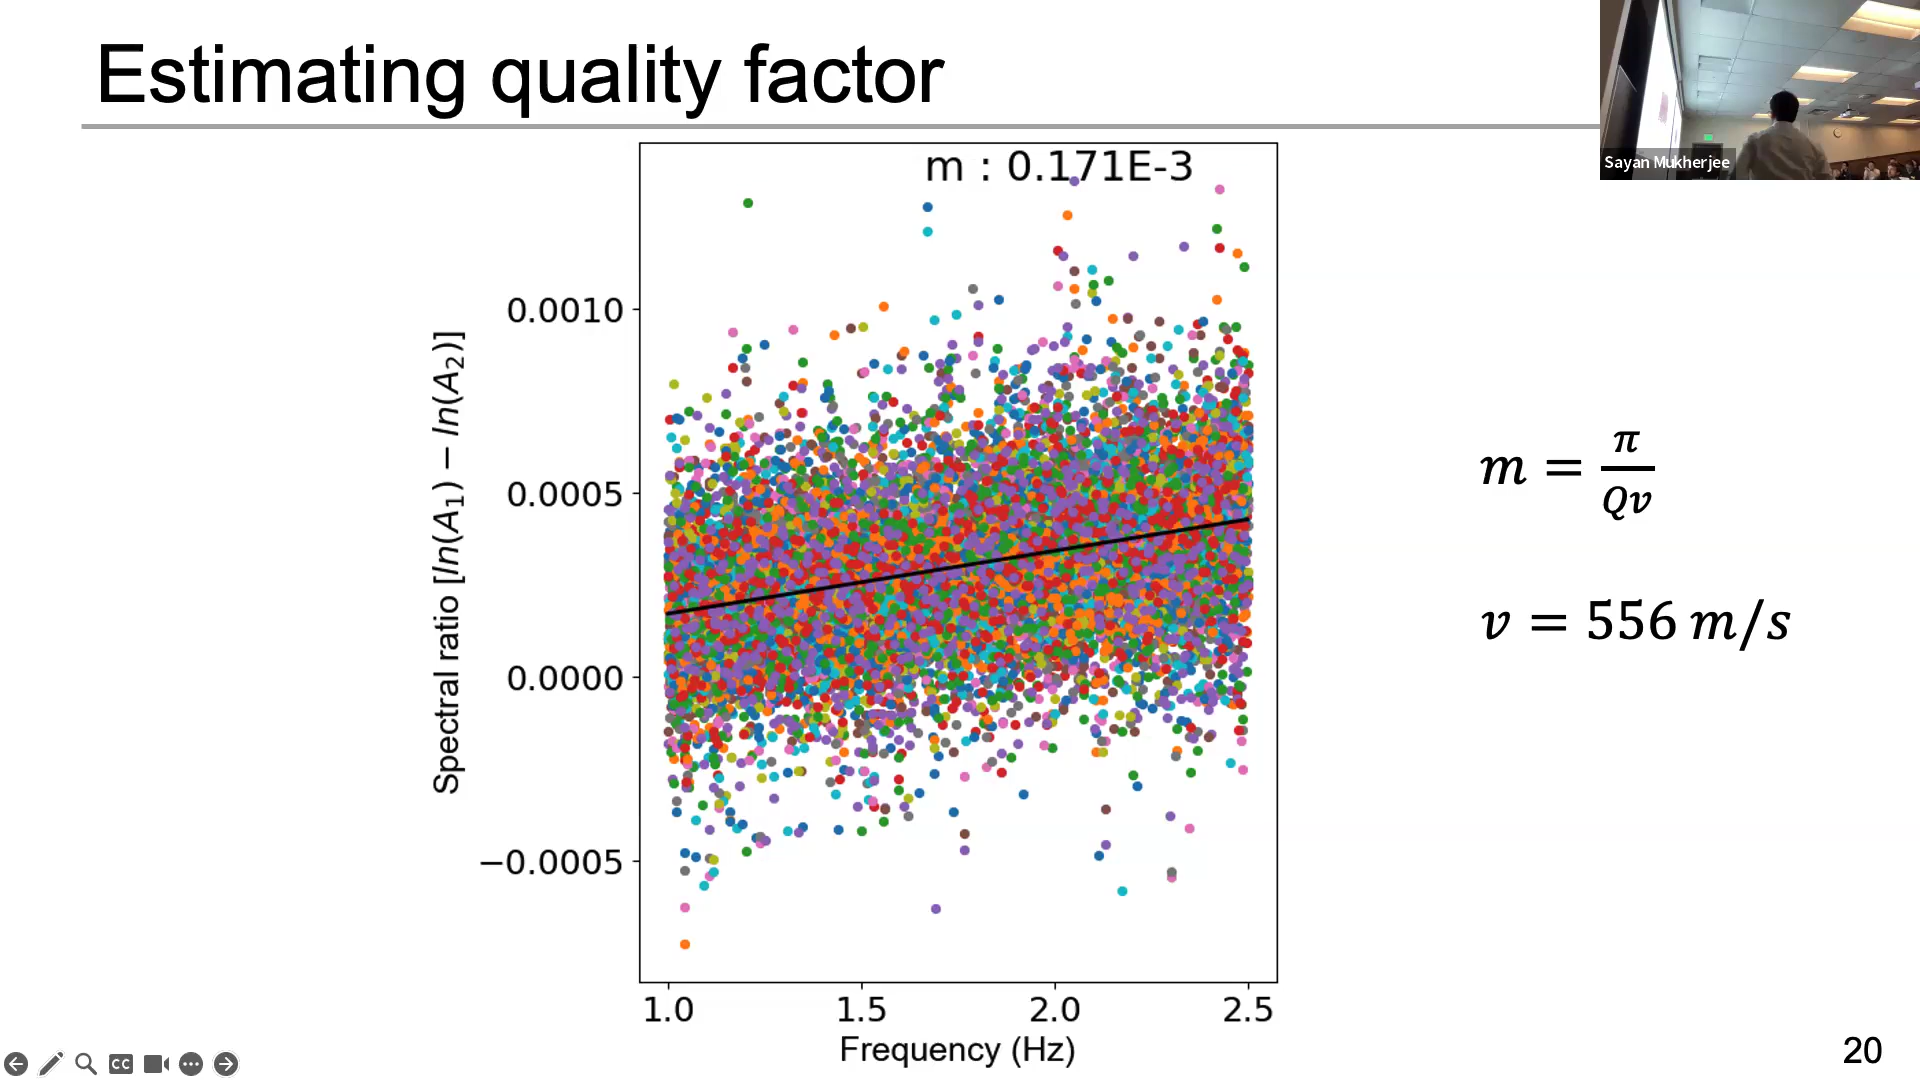 Estimating quality factor
Sayan Mukherjee
m : 0.171E-3
Spectral ratio [ln(A₁) − ln(A₂)]
0.0010
0.0005
0.0000
−0.0005
1.0 1.5 2.0 2.5
Frequency (Hz)
m = π/Qv
v = 556 m/s
CC
20